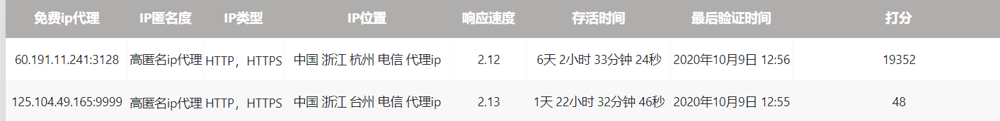 免费ip代理 IP匿名度 IP类型 IP位置 响应速度 存活时间 最后验证时间 打分
60.191.11.241:3128 高匿名ip代理 HTTP，HTTPS 中国 浙江 杭州 电信 代理ip 2.12 6天 2小时 33分钟 24秒 2020年10月9日 12:56 19352
125.104.49.165:9999 高匿名ip代理 HTTP，HTTPS 中国 浙江 台州 电信 代理ip 2.13 1天 22小时 32分钟 46秒 2020年10月9日 12:55 48